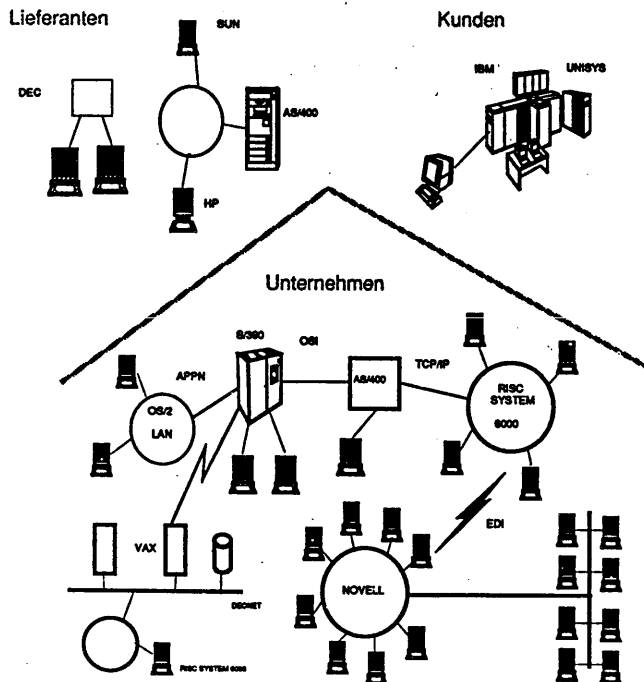 Lieferanten
Kunden
SUN
DEC
AS/400
HP
IBM
UNISYS
Unternehmen
S/390
OSI
APPN
TCP/IP
OS/2
LAN
AS/400
RISC
SYSTEM
6000
VAX
EDI
NOVELL
DECNET
RISC SYSTEM 6000